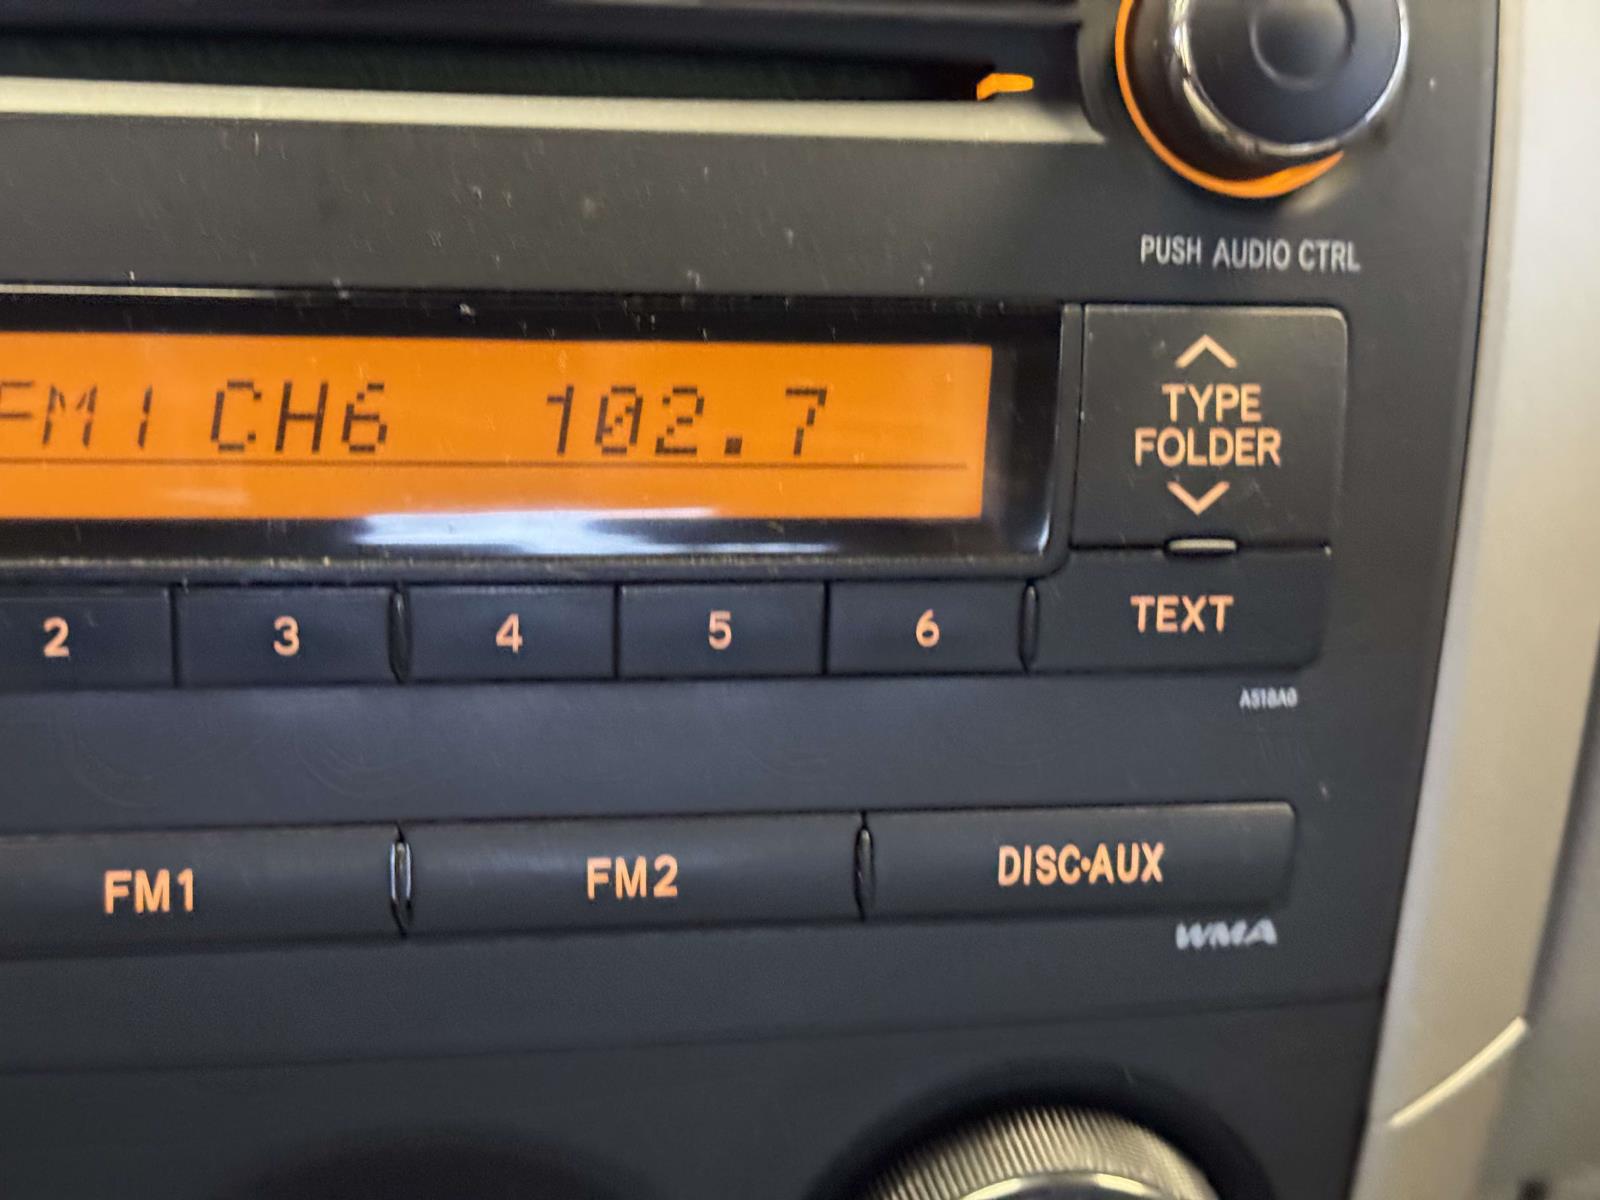 PUSH AUDIO CTRL
FM1 CH6 102.7
TYPE
FOLDER
2 3 4 5 6 TEXT
A518A0
FM1 FM2 DISC·AUX
WMA